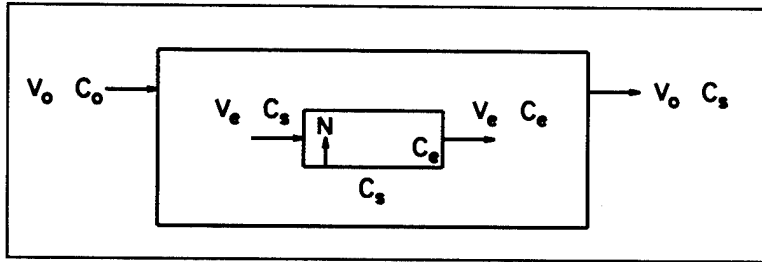 V₀ C₀
V₀ Cₛ
Vₑ Cₛ
Vₑ Cₑ
N
Cₑ
Cₛ